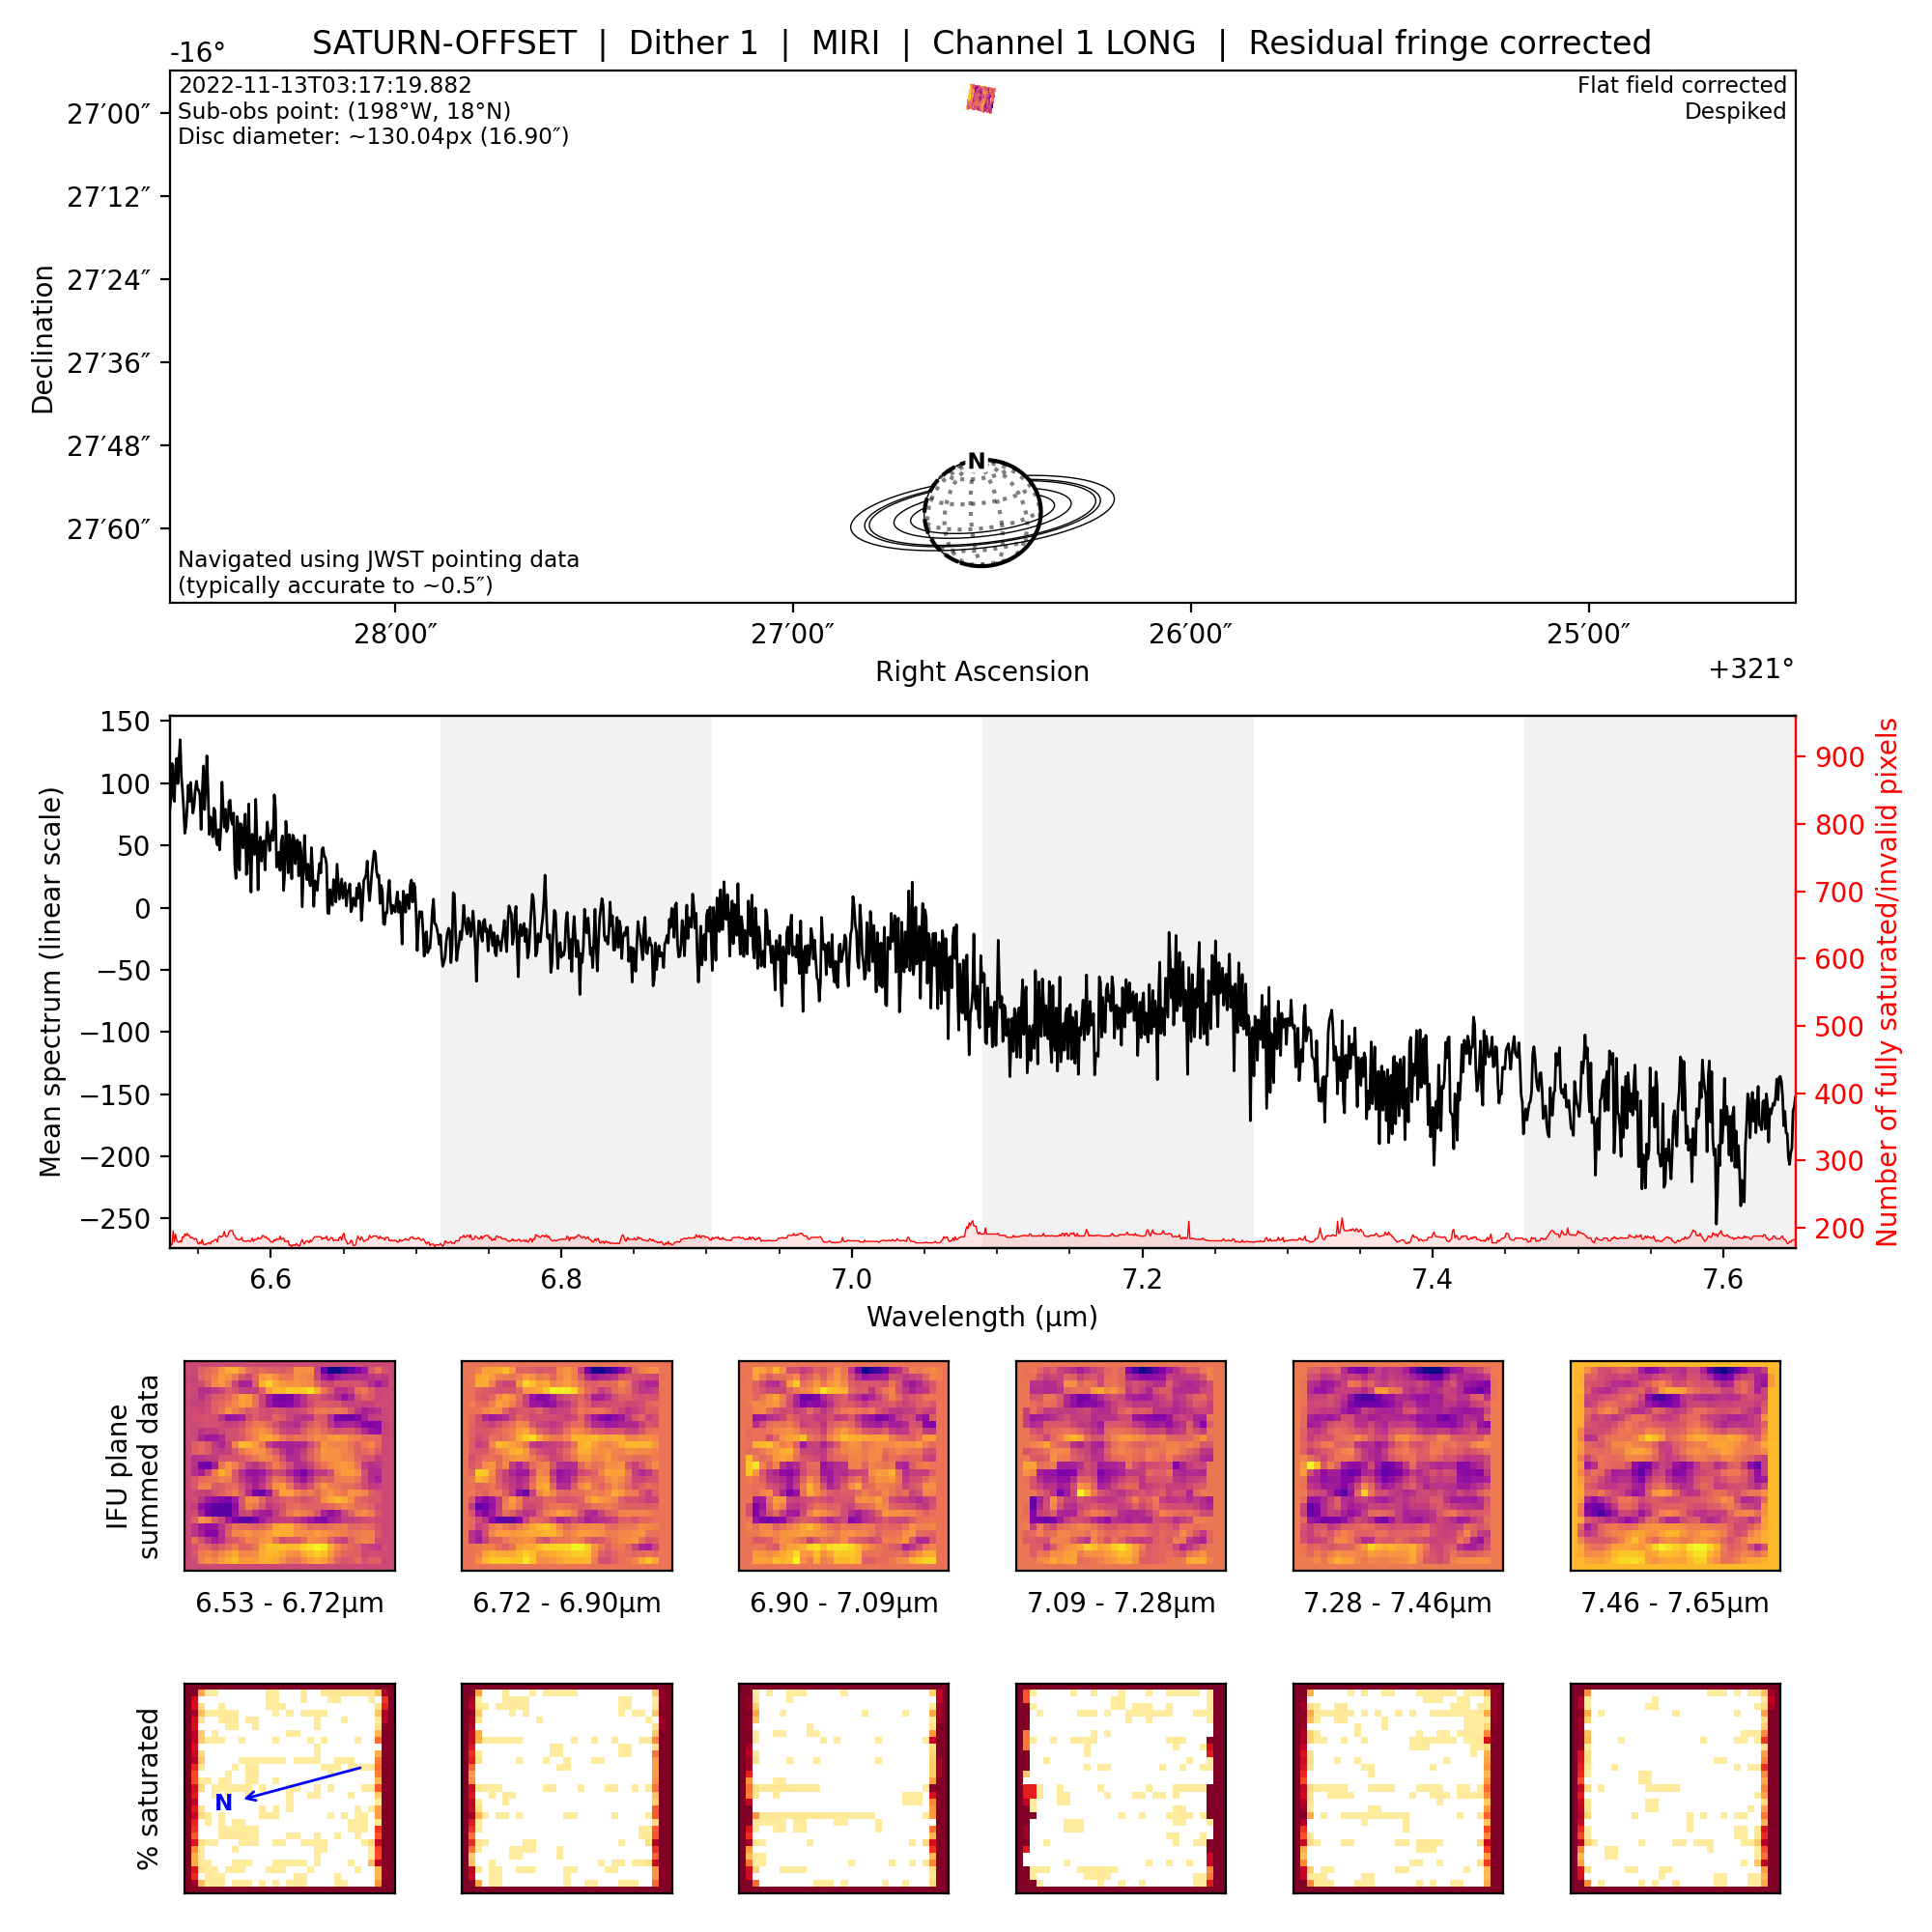 SATURN-OFFSET | Dither 1 | MIRI | Channel 1 LONG | Residual fringe corrected
-16°
2022-11-13T03:17:19.882
Sub-obs point: (198°W, 18°N)
Disc diameter: ~130.04px (16.90″)
Flat field corrected
Despiked
27′00″
27′12″
27′24″
27′36″
27′48″
27′60″
Declination
N
Navigated using JWST pointing data
(typically accurate to ~0.5″)
28′00″
27′00″
26′00″
25′00″
Right Ascension
+321°
150
100
50
0
−50
−100
−150
−200
−250
Mean spectrum (linear scale)
900
800
700
600
500
400
300
200
Number of fully saturated/invalid pixels
6.6
6.8
7.0
7.2
7.4
7.6
Wavelength (µm)
IFU plane
summed data
6.53 - 6.72µm
6.72 - 6.90µm
6.90 - 7.09µm
7.09 - 7.28µm
7.28 - 7.46µm
7.46 - 7.65µm
% saturated
N